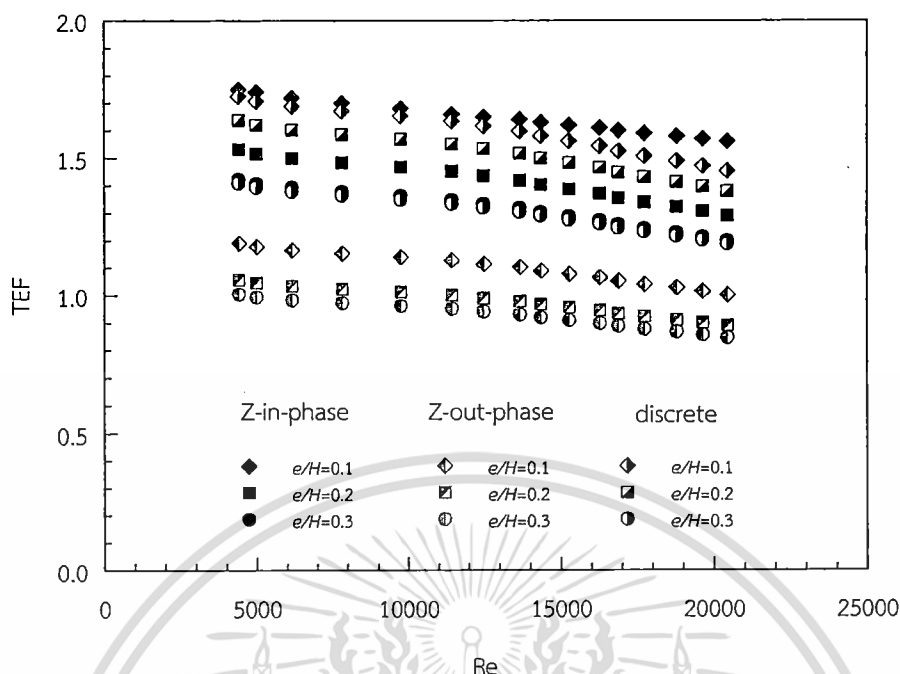 2.0
1.5
1.0
0.5
0.0
TEF
Z-in-phase Z-out-phase discrete
e/H=0.1 e/H=0.1 e/H=0.1
e/H=0.2 e/H=0.2 e/H=0.2
e/H=0.3 e/H=0.3 e/H=0.3
0 5000 10000 15000 20000 25000
Re